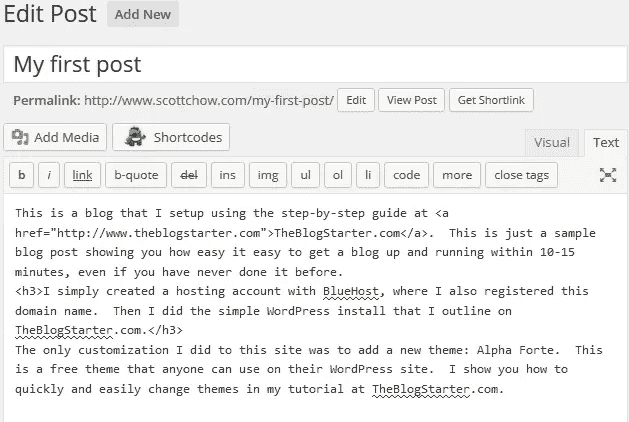 Edit Post Add New
My first post
Permalink: http://www.scottchow.com/my-first-post/ Edit View Post Get Shortlink
Add Media Shortcodes Visual Text
b i link b-quote del ins img ul ol li code more close tags
This is a blog that I setup using the step-by-step guide at <a
href="http://www.theblogstarter.com">TheBlogStarter.com</a>.  This is just a sample
blog post showing you how easy it easy to get a blog up and running within 10-15
minutes, even if you have never done it before.
<h3>I simply created a hosting account with BlueHost, where I also registered this
domain name.  Then I did the simple WordPress install that I outline on
TheBlogStarter.com.</h3>
The only customization I did to this site was to add a new theme: Alpha Forte.  This
is a free theme that anyone can use on their WordPress site.  I show you how to
quickly and easily change themes in my tutorial at TheBlogStarter.com.